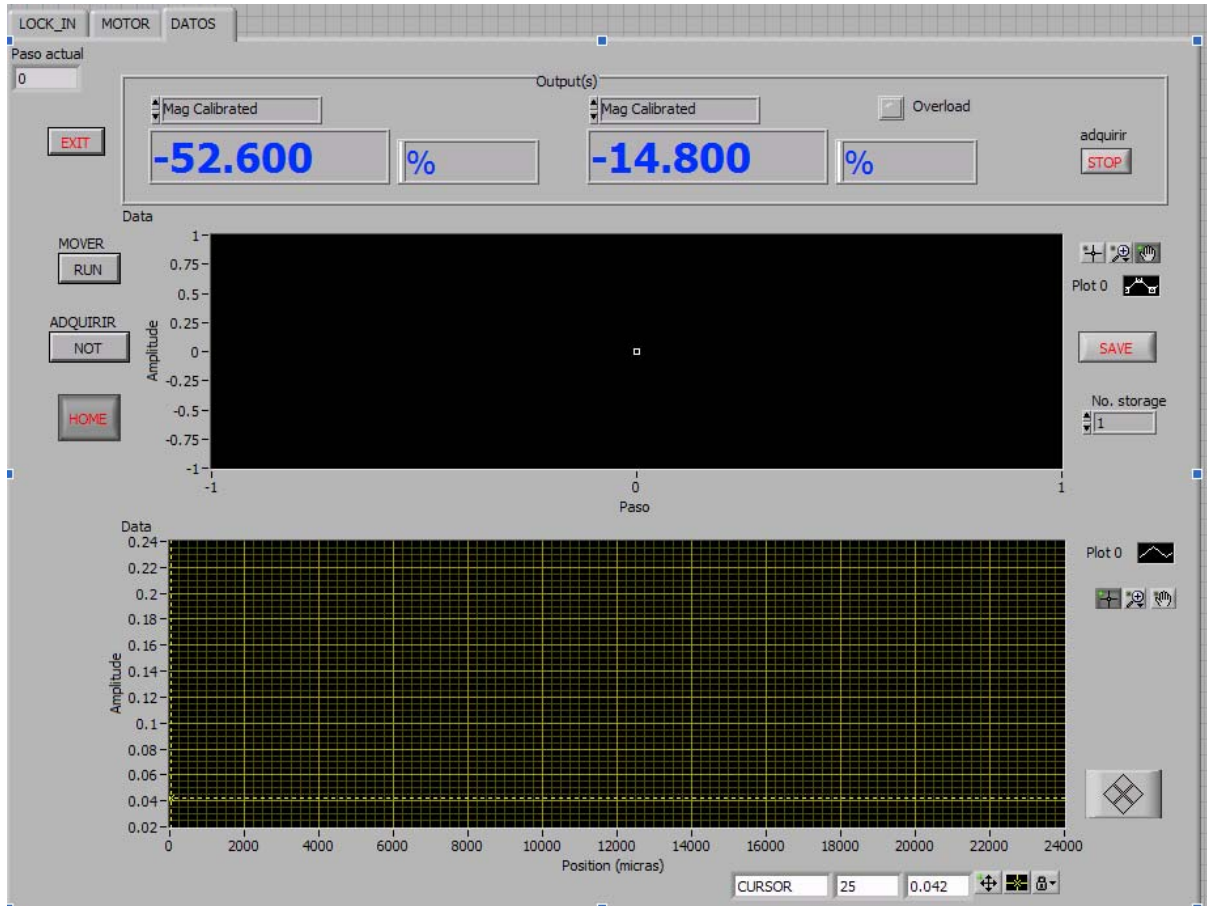 LOCK_IN MOTOR DATOS
Paso actual
0
Output(s)
Mag Calibrated Mag Calibrated Overload
EXIT
-52.600 % -14.800 %
adquirir
STOP
Data
MOVER
RUN
ADQUIRIR
NOT
HOME
1
0.75
0.5
0.25
0
-0.25
-0.5
-0.75
-1
Amplitude
-1 0 1
Paso
Plot 0
SAVE
No. storage
1
Data
0.24
0.22
0.2
0.18
0.16
0.14
0.12
0.1
0.08
0.06
0.04
0.02
Amplitude
0 2000 4000 6000 8000 10000 12000 14000 16000 18000 20000 22000 24000
Position (micras)
Plot 0
CURSOR 25 0.042